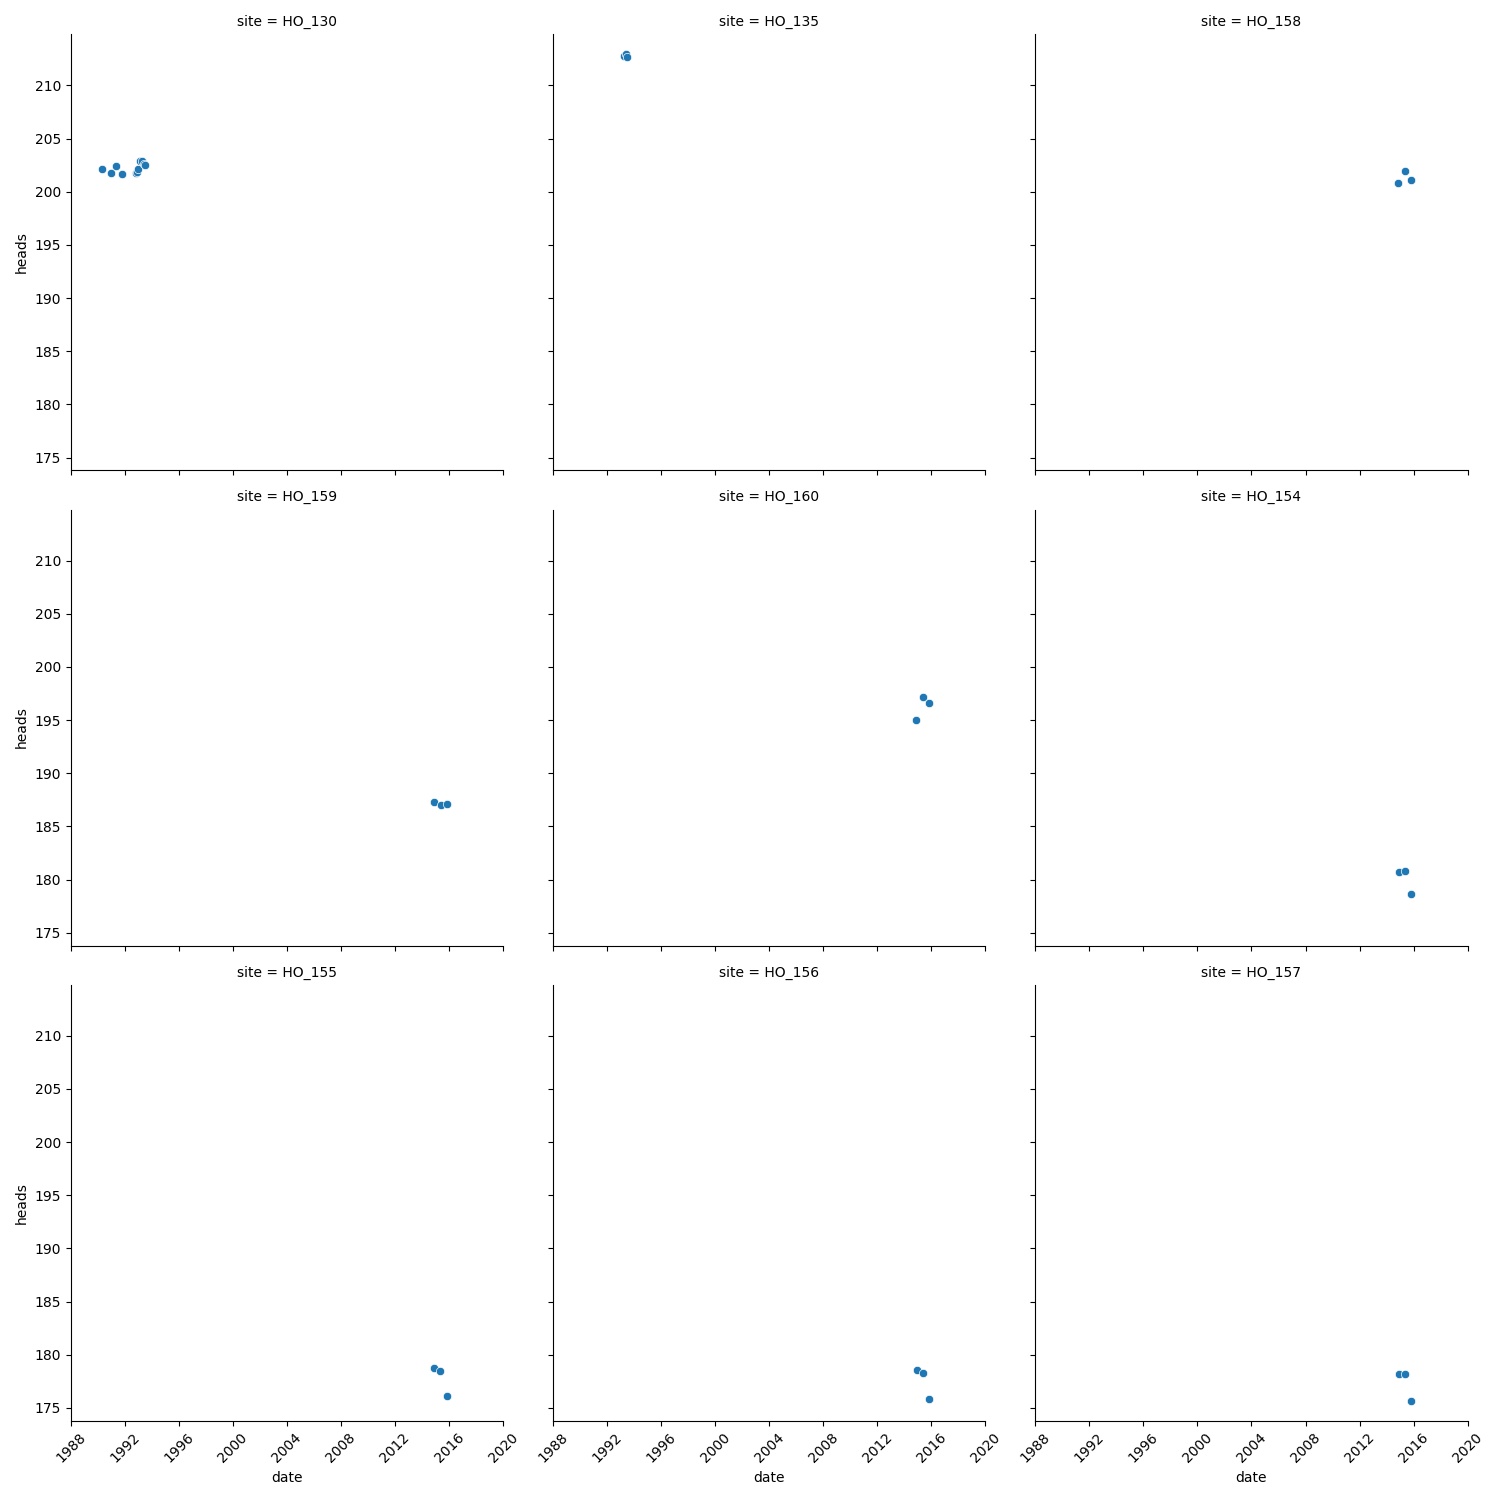 site = HO_130
site = HO_135
site = HO_158
210
205
200
195
190
185
180
175
heads
site = HO_159
site = HO_160
site = HO_154
210
205
200
195
190
185
180
175
heads
site = HO_155
site = HO_156
site = HO_157
210
205
200
195
190
185
180
175
heads
1988 1992 1996 2000 2004 2008 2012 2016 2020
1988 1992 1996 2000 2004 2008 2012 2016 2020
1988 1992 1996 2000 2004 2008 2012 2016 2020
date
date
date